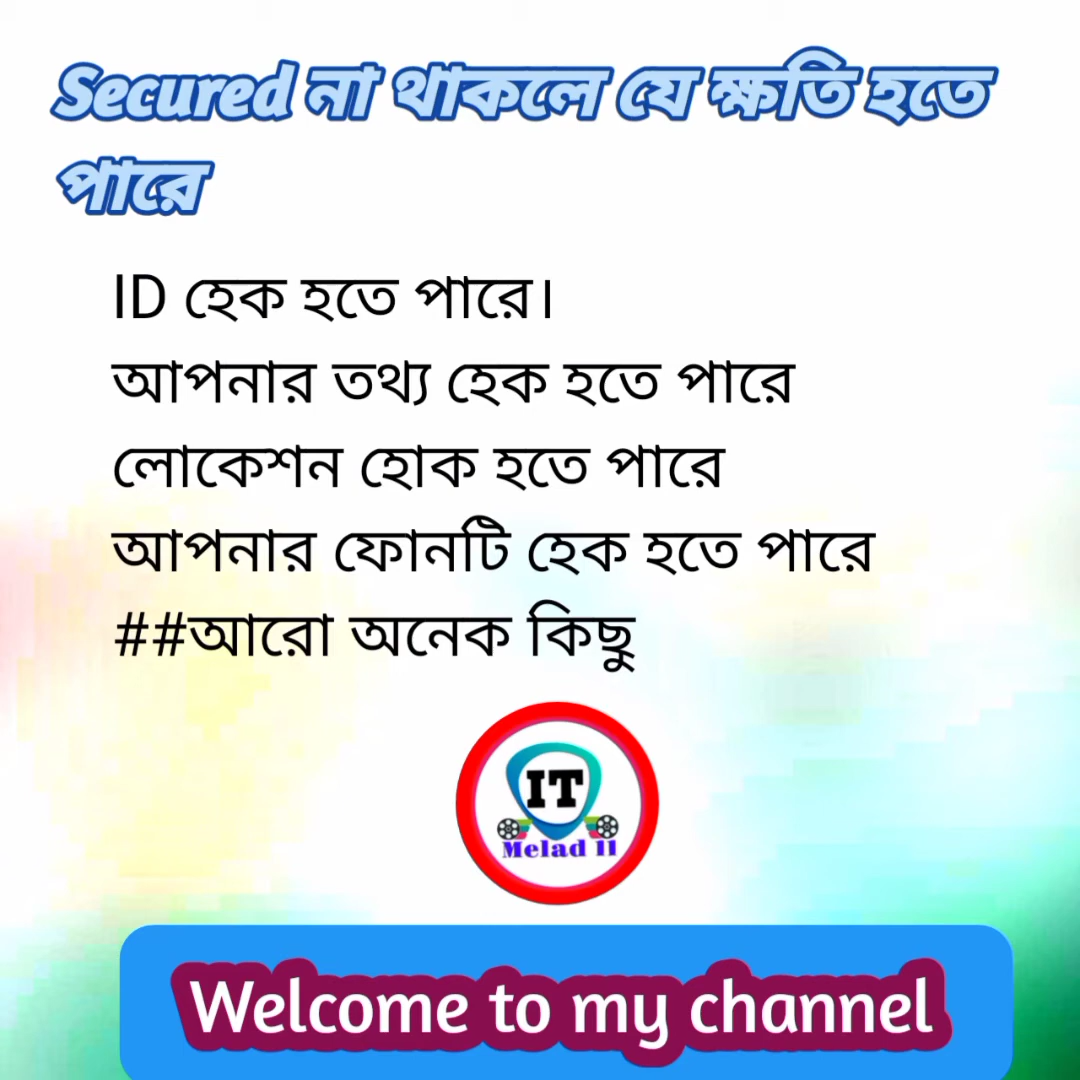 Secured না থাকলে যে ক্ষতি হতে
পারে
ID হেক হতে পারে।
আপনার তথ্য হেক হতে পারে
লোকেশন হোক হতে পারে
আপনার ফোনটি হেক হতে পারে
##আরো অনেক কিছু
IT
Melad 11
Welcome to my channel